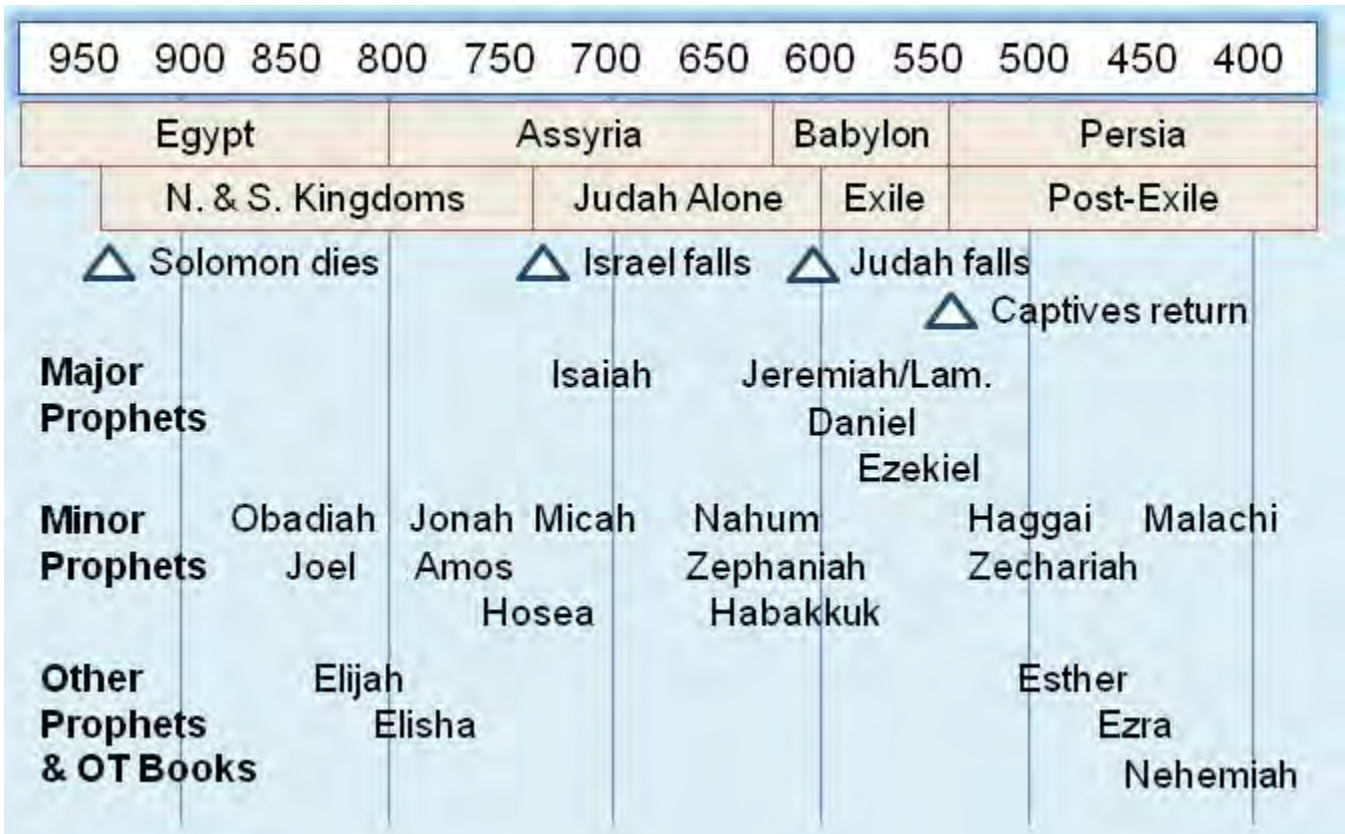 950 900 850 800 750 700 650 600 550 500 450 400
Egypt Assyria Babylon Persia
N. & S. Kingdoms Judah Alone Exile Post-Exile
Solomon dies Israel falls Judah falls
Captives return
Major Isaiah Jeremiah/Lam.
Prophets Daniel
Ezekiel
Minor Obadiah Jonah Micah Nahum Haggai Malachi
Prophets Joel Amos Zephaniah Zechariah
Hosea Habakkuk
Other Elijah Esther
Prophets Elisha Ezra
& OT Books Nehemiah